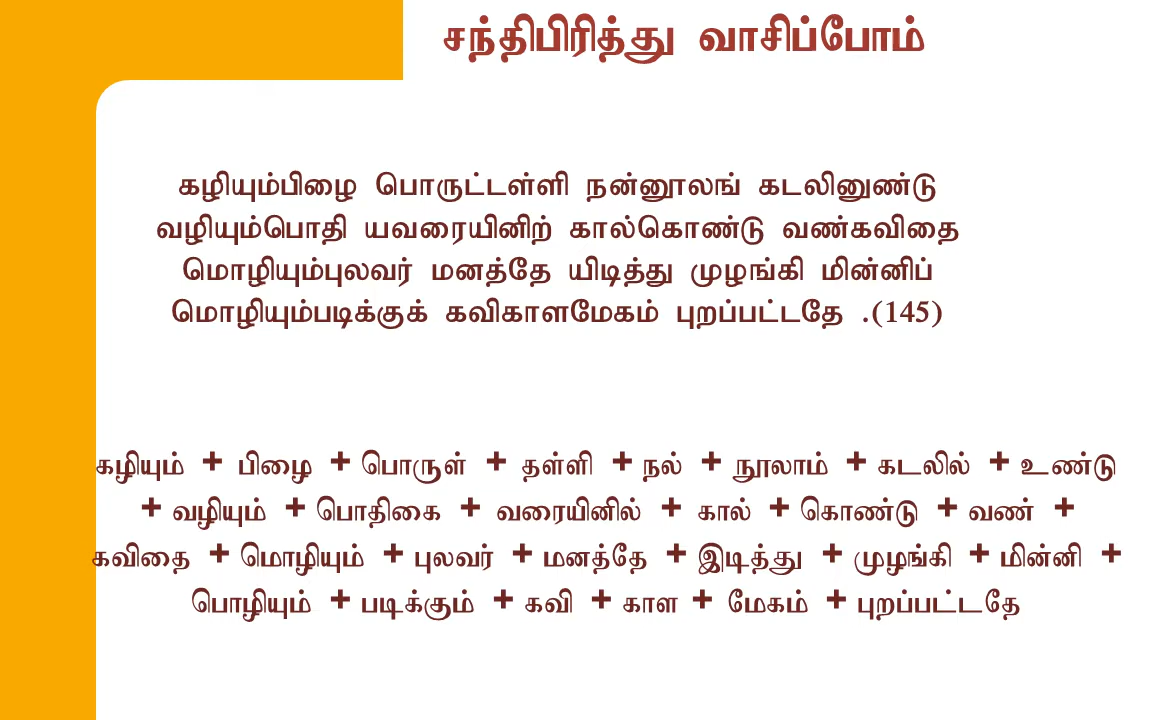 சந்திபிரித்து வாசிப்போம்
கழியும்பிழை பொருட்டள்ளி நன்னூலங் கடலினுண்டு
வழியும்பொதி யவரையினிற் கால்கொண்டு வண்கவிதை
மொழியும்புலவர் மனத்தே யிடித்து முழங்கி மின்னிப்
மொழியும்படிக்குக் கவிகாளமேகம் புறப்பட்டதே .(145)
கழியும் + பிழை + பொருள் + தள்ளி + நல் + நூலாம் + கடலில் + உண்டு
+ வழியும் + பொதிகை + வரையினில் + கால் + கொண்டு + வண் +
கவிதை + மொழியும் + புலவர் + மனத்தே + இடித்து + முழங்கி + மின்னி +
பொழியும் + படிக்கும் + கவி + காள + மேகம் + புறப்பட்டதே